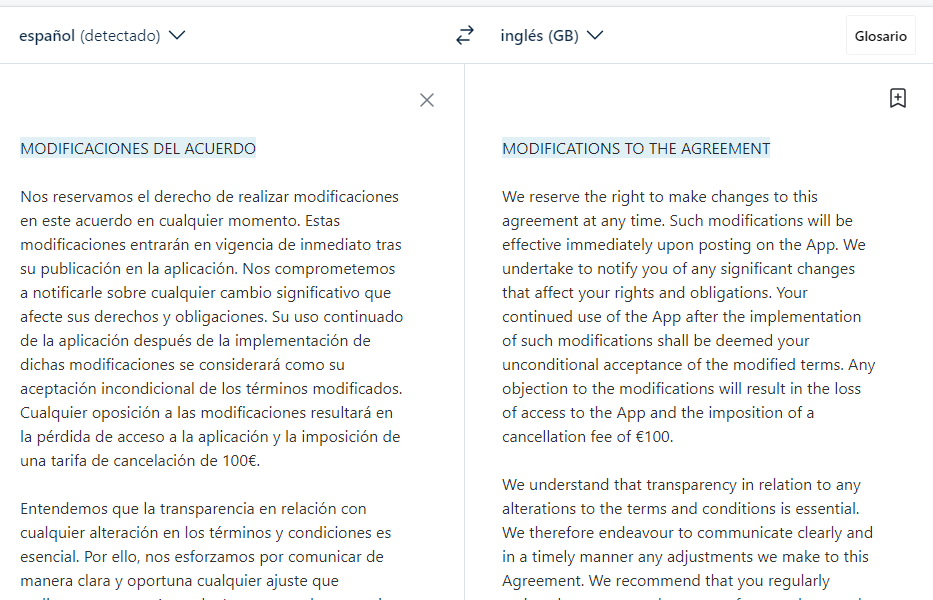 español (detectado)
inglés (GB)
Glosario
MODIFICACIONES DEL ACUERDO
Nos reservamos el derecho de realizar modificaciones
en este acuerdo en cualquier momento. Estas
modificaciones entrarán en vigencia de inmediato tras
su publicación en la aplicación. Nos comprometemos
a notificarle sobre cualquier cambio significativo que
afecte sus derechos y obligaciones. Su uso continuado
de la aplicación después de la implementación de
dichas modificaciones se considerará como su
aceptación incondicional de los términos modificados.
Cualquier oposición a las modificaciones resultará en
la pérdida de acceso a la aplicación y la imposición de
una tarifa de cancelación de 100€.
Entendemos que la transparencia en relación con
cualquier alteración en los términos y condiciones es
esencial. Por ello, nos esforzamos por comunicar de
manera clara y oportuna cualquier ajuste que
MODIFICATIONS TO THE AGREEMENT
We reserve the right to make changes to this
agreement at any time. Such modifications will be
effective immediately upon posting on the App. We
undertake to notify you of any significant changes
that affect your rights and obligations. Your
continued use of the App after the implementation
of such modifications shall be deemed your
unconditional acceptance of the modified terms. Any
objection to the modifications will result in the loss
of access to the App and the imposition of a
cancellation fee of €100.
We understand that transparency in relation to any
alterations to the terms and conditions is essential.
We therefore endeavour to communicate clearly and
in a timely manner any adjustments we make to this
Agreement. We recommend that you regularly